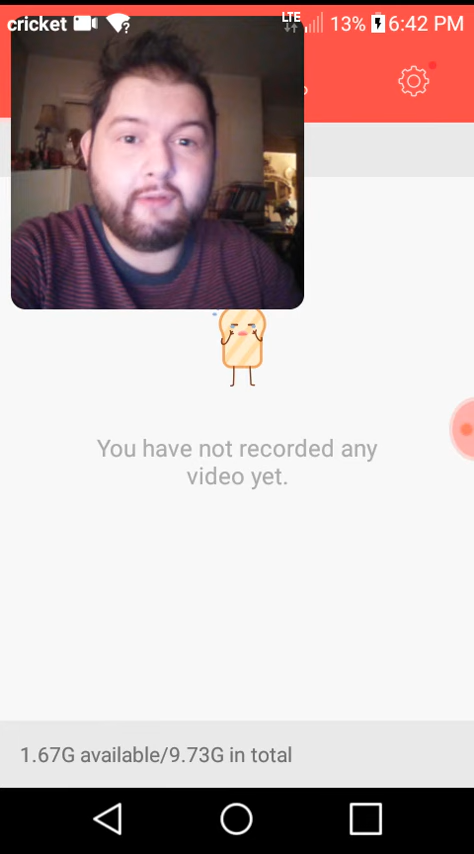 cricket LTE 13% 6:42 PM
You have not recorded any
video yet.
1.67G available/9.73G in total